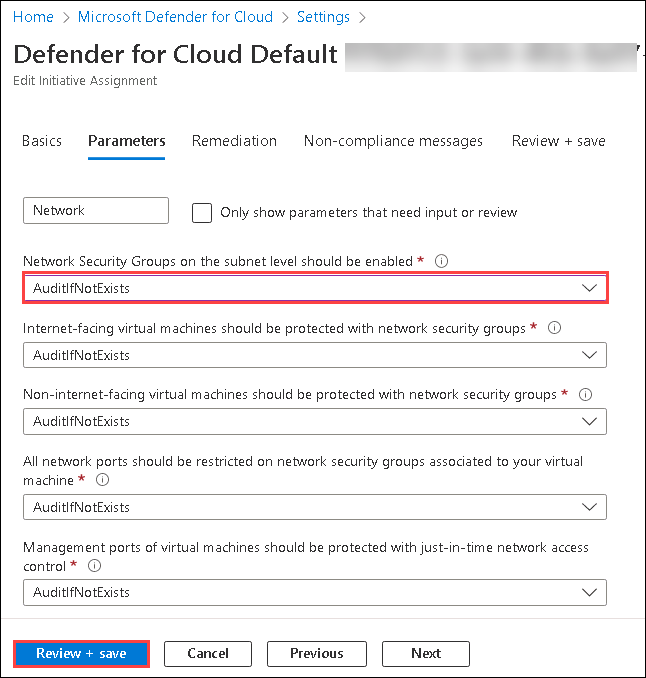 Home > Microsoft Defender for Cloud > Settings >
Defender for Cloud Default
Edit Initiative Assignment
Basics Parameters Remediation Non-compliance messages Review + save
Network Only show parameters that need input or review
Network Security Groups on the subnet level should be enabled *
AuditIfNotExists
Internet-facing virtual machines should be protected with network security groups *
AuditIfNotExists
Non-internet-facing virtual machines should be protected with network security groups *
AuditIfNotExists
All network ports should be restricted on network security groups associated to your virtual
machine *
AuditIfNotExists
Management ports of virtual machines should be protected with just-in-time network access
control *
AuditIfNotExists
Review + save Cancel Previous Next